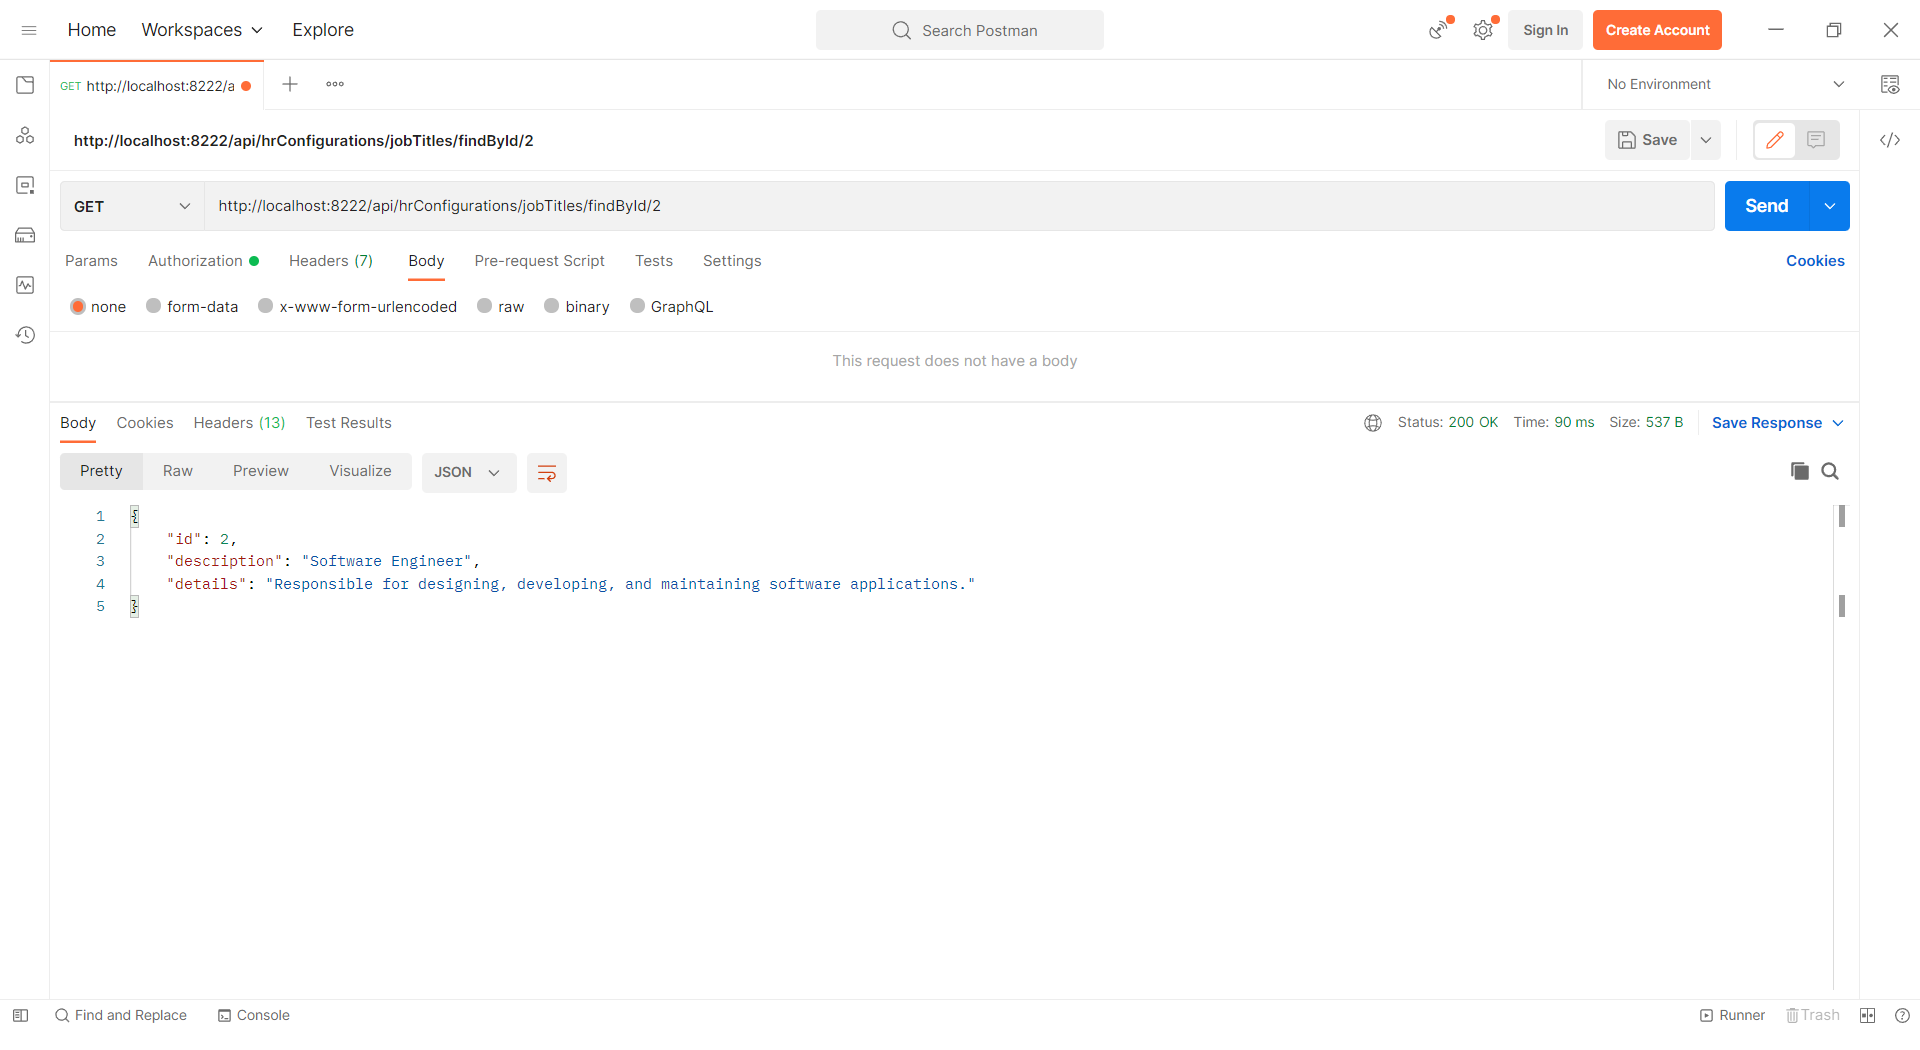 Home Workspaces Explore Search Postman Sign In Create Account
GET http://localhost:8222/a No Environment
http://localhost:8222/api/hrConfigurations/jobTitles/findById/2 Save
GET http://localhost:8222/api/hrConfigurations/jobTitles/findById/2 Send
Params Authorization Headers (7) Body Pre-request Script Tests Settings Cookies
none form-data x-www-form-urlencoded raw binary GraphQL
This request does not have a body
Body Cookies Headers (13) Test Results Status: 200 OK Time: 90 ms Size: 537 B Save Response
Pretty Raw Preview Visualize JSON
1 {
2 "id": 2,
3 "description": "Software Engineer",
4 "details": "Responsible for designing, developing, and maintaining software applications."
5 }
Find and Replace Console Runner Trash